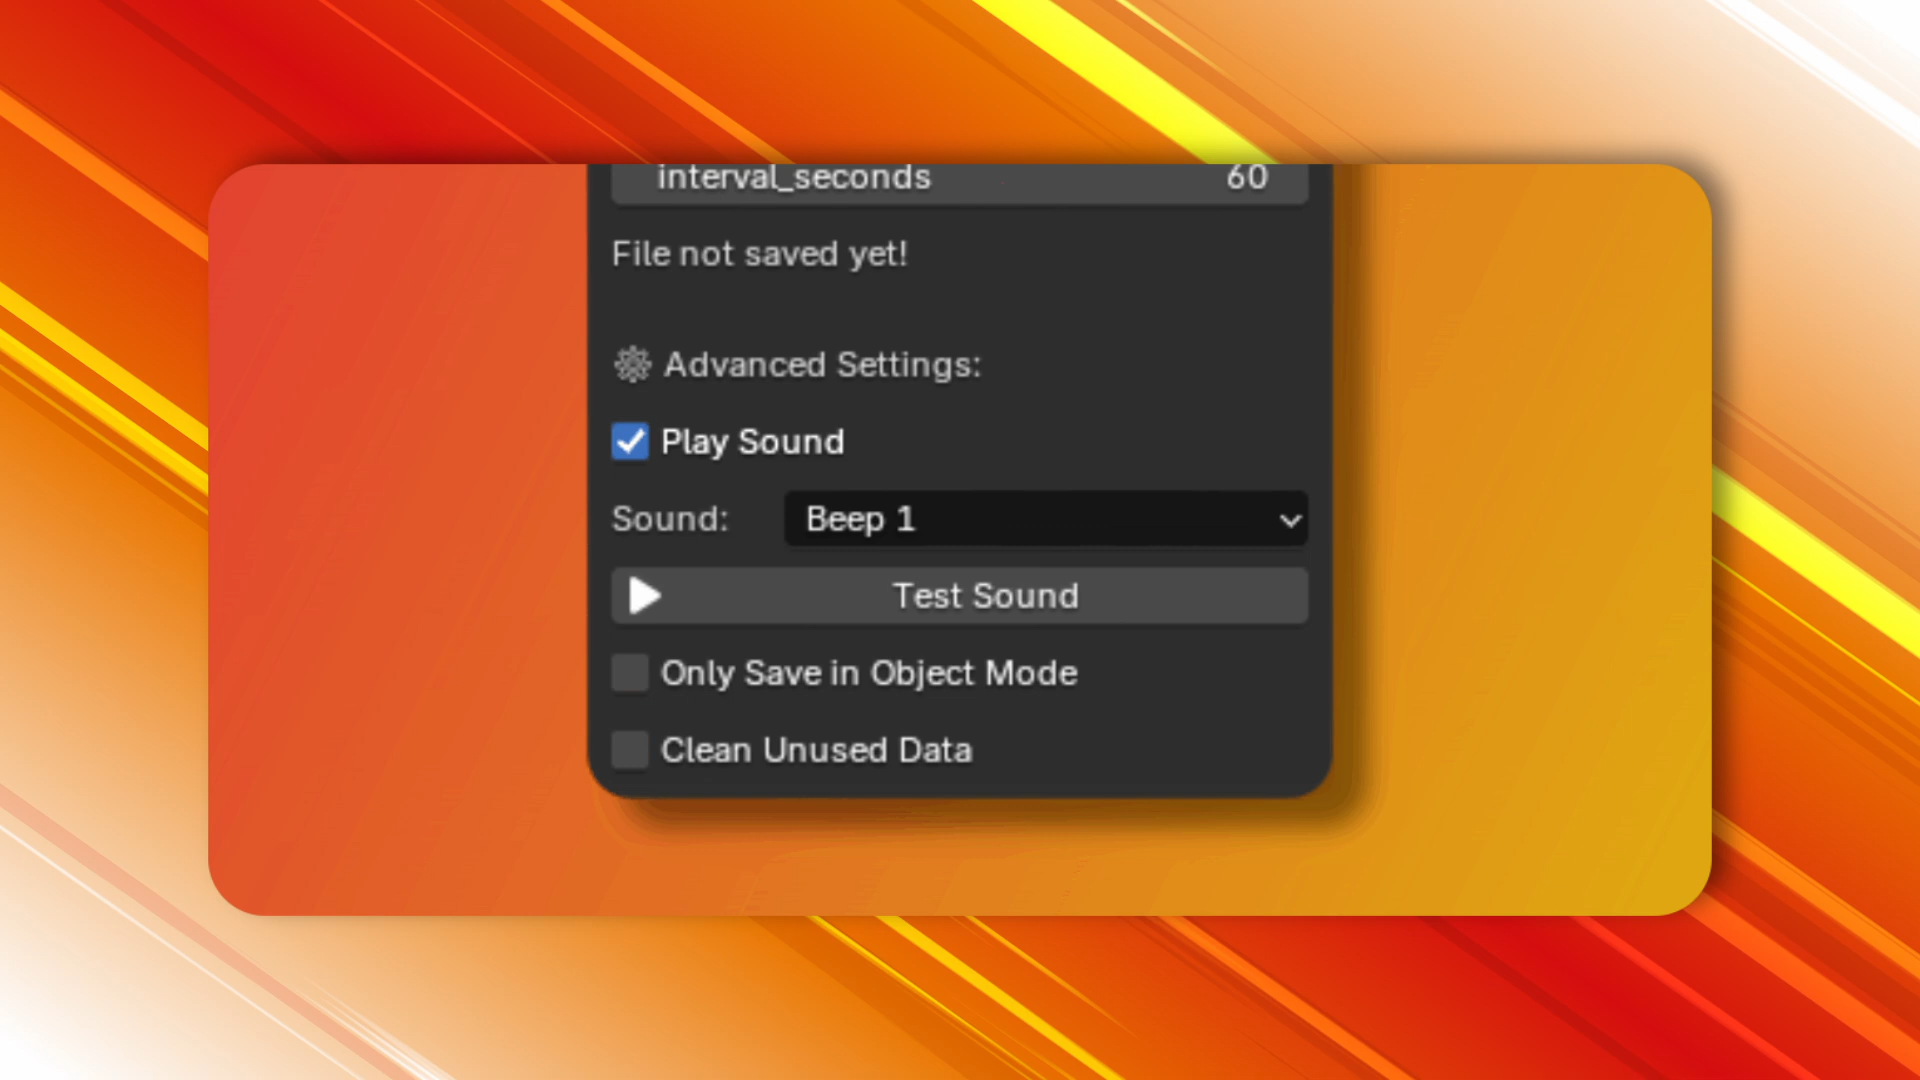 interval_seconds 60
File not saved yet!
Advanced Settings:
Play Sound
Sound: Beep 1
Test Sound
Only Save in Object Mode
Clean Unused Data